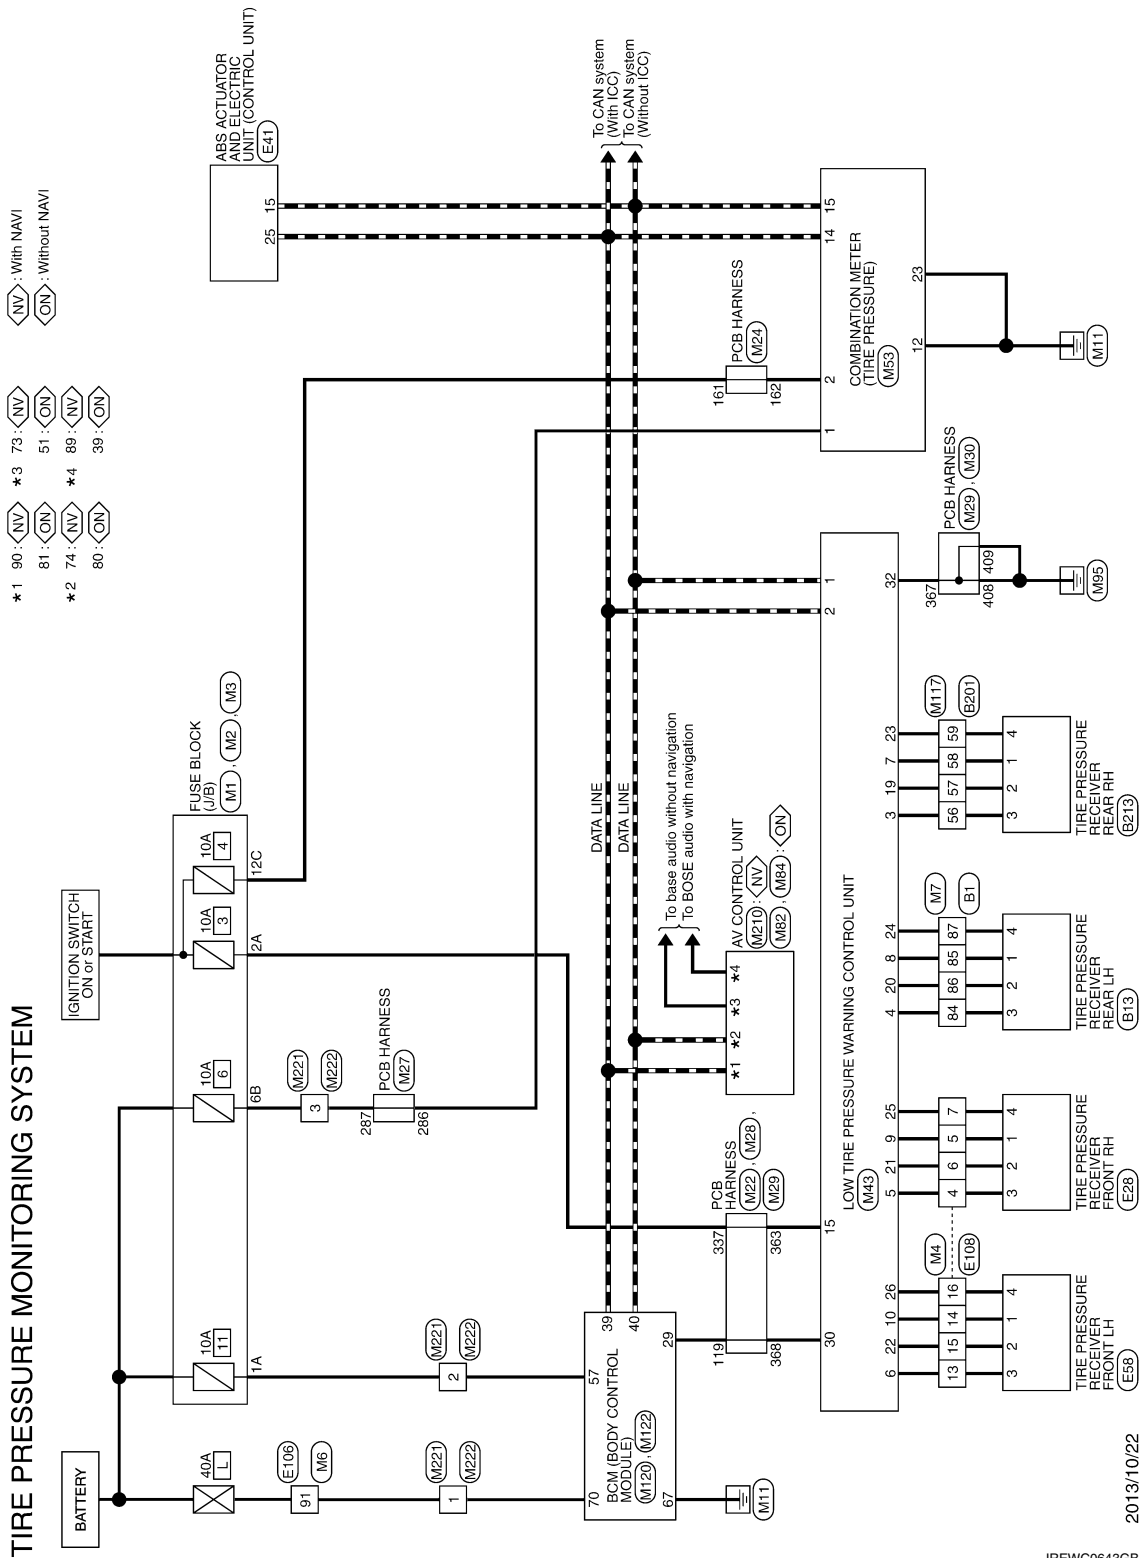 TIRE PRESSURE MONITORING SYSTEM
BATTERY
IGNITION SWITCH
ON or START
★1 90 : NV
81 : ON
★2 74 : NV
80 : ON
★3 73 : NV
51 : ON
★4 89 : NV
39 : ON
NV : With NAVI
ON : Without NAVI
40A
L
10A
11
10A
6
10A
3
10A
4
FUSE BLOCK
(J/B)
M1 , M2 , M3
1A
6B
2A
12C
ABS ACTUATOR
AND ELECTRIC
UNIT (CONTROL UNIT)
E41
25
15
91
E106
M6
3
M221
M222
287
286
PCB HARNESS
M27
1
M221
M222
2
M221
M222
DATA LINE
DATA LINE
To CAN system
(With ICC)
To CAN system
(Without ICC)
70
57
39
40
29
67
BCM (BODY CONTROL
MODULE)
M120 , M122
M11
To base audio without navigation
To BOSE audio with navigation
119
368
337
363
PCB
HARNESS
M22 , M28 ,
M29
★1
★2
★3
★4
AV CONTROL UNIT
M210 : NV
M82 , M84 : ON
161
162
PCB HARNESS
M24
30
15
2
1
LOW TIRE PRESSURE WARNING CONTROL UNIT
M43
1
2
14
15
COMBINATION METER
(TIRE PRESSURE)
M53
12
23
M11
6
22
10
26
5
21
9
25
4
20
8
24
3
19
7
23
32
13
15
14
16
M4
E108
4
6
5
7
84
86
85
87
M7
B1
56
57
58
59
M117
B201
367
408
409
PCB HARNESS
M29 , M30
M95
3
2
1
4
TIRE PRESSURE
RECEIVER
FRONT LH
E58
3
2
1
4
TIRE PRESSURE
RECEIVER
FRONT RH
E28
3
2
1
4
TIRE PRESSURE
RECEIVER
REAR LH
B13
3
2
1
4
TIRE PRESSURE
RECEIVER
REAR RH
B213
2013/10/22